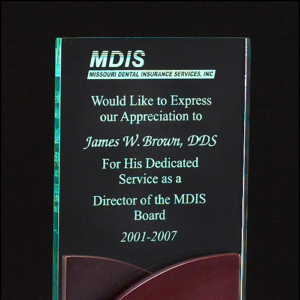 MDIS
MISSOURI DENTAL INSURANCE SERVICES, INC
Would Like to Express
our Appreciation to
James W. Brown, DDS
For His Dedicated
Service as a
Director of the MDIS
Board
2001-2007